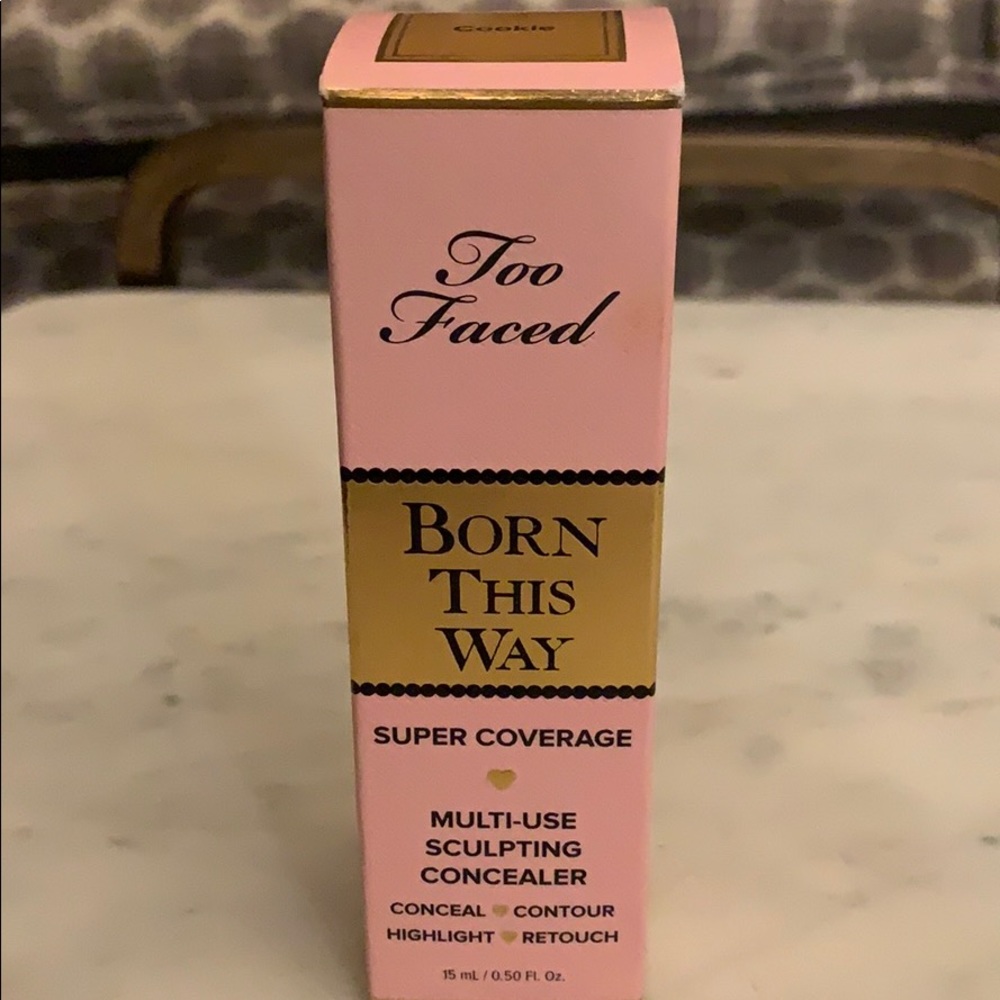 Cookie
Too
Faced
BORN
THIS
WAY
SUPER COVERAGE
MULTI-USE
SCULPTING
CONCEALER
CONCEAL CONTOUR
HIGHLIGHT RETOUCH
15 mL / 0.50 Fl. Oz.